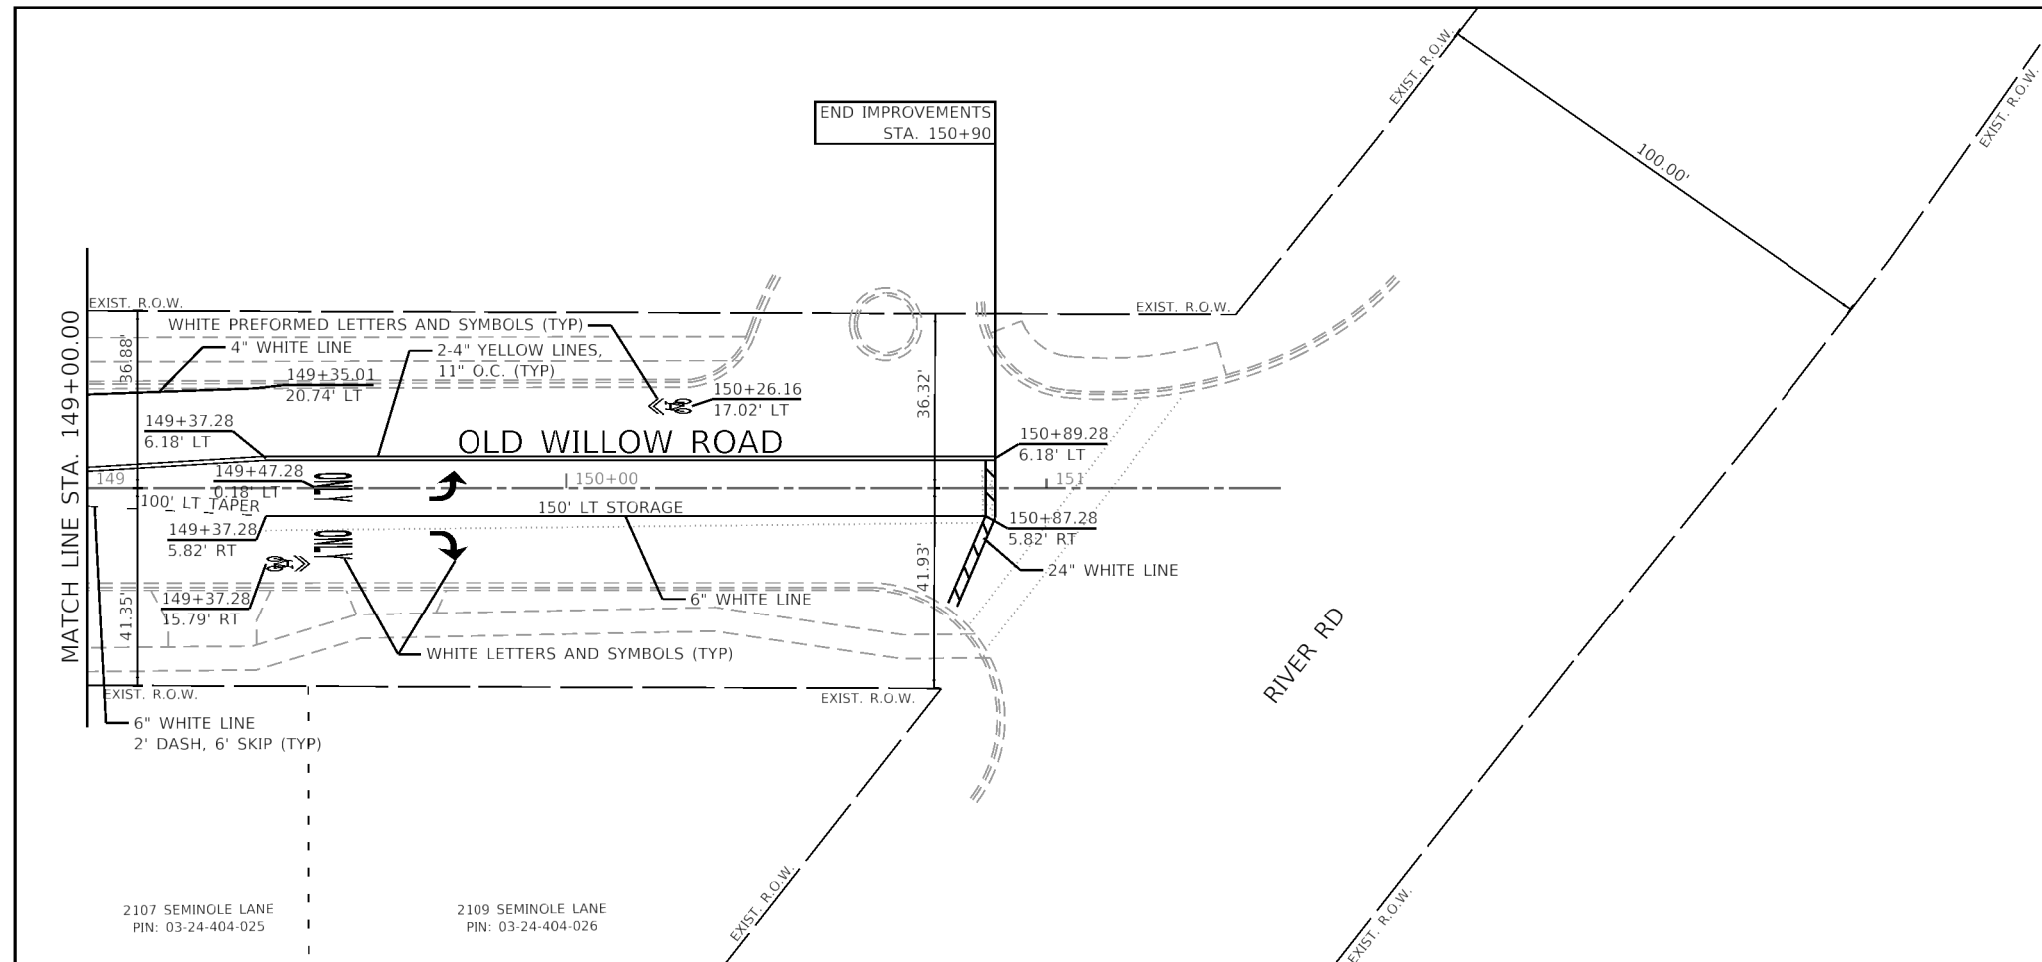 END IMPROVEMENTS
STA. 150+90
EXIST. R.O.W.
EXIST. R.O.W.
100.00'
MATCH LINE STA. 149+00.00
EXIST. R.O.W.
EXIST. R.O.W.
WHITE PREFORMED LETTERS AND SYMBOLS (TYP)
36.88'
4" WHITE LINE
2-4" YELLOW LINES,
11" O.C. (TYP)
149+35.01
20.74' LT
150+26.16
17.02' LT
36.32'
149+37.28
6.18' LT
OLD WILLOW ROAD
150+89.28
6.18' LT
149
149+47.28
0.18' LT
ONLY
150+00
151
100' LT TAPER
150' LT STORAGE
149+37.28
5.82' RT
ONLY
150+87.28
5.82' RT
41.93'
24" WHITE LINE
149+37.28
15.79' RT
41.35'
6" WHITE LINE
WHITE LETTERS AND SYMBOLS (TYP)
RIVER RD
EXIST. R.O.W.
EXIST. R.O.W.
6" WHITE LINE
2' DASH, 6' SKIP (TYP)
2107 SEMINOLE LANE
PIN: 03-24-404-025
2109 SEMINOLE LANE
PIN: 03-24-404-026
EXIST. R.O.W.
EXIST. R.O.W.